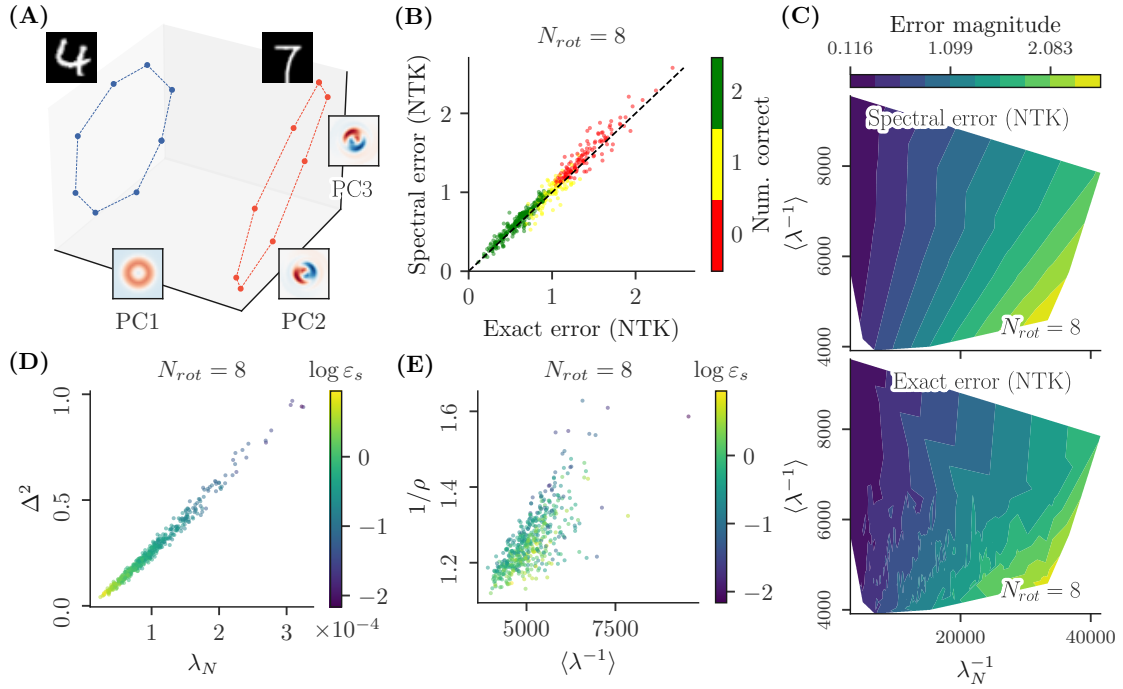 (A)
PC1
PC2
PC3
(B)
N_rot = 8
Spectral error (NTK)
2
1
0
0
1
2
Exact error (NTK)
2
1
0
Num. correct
(C)
Error magnitude
0.116
1.099
2.083
Spectral error (NTK)
⟨λ⁻¹⟩
8000
6000
4000
N_rot = 8
Exact error (NTK)
⟨λ⁻¹⟩
8000
6000
4000
N_rot = 8
20000
40000
λ_N⁻¹
(D)
N_rot = 8
log ε_s
Δ²
1.0
0.5
0.0
1
2
3
×10⁻⁴
λ_N
0
−1
−2
(E)
N_rot = 8
log ε_s
1/ρ
1.6
1.4
1.2
5000
7500
⟨λ⁻¹⟩
0
−1
−2